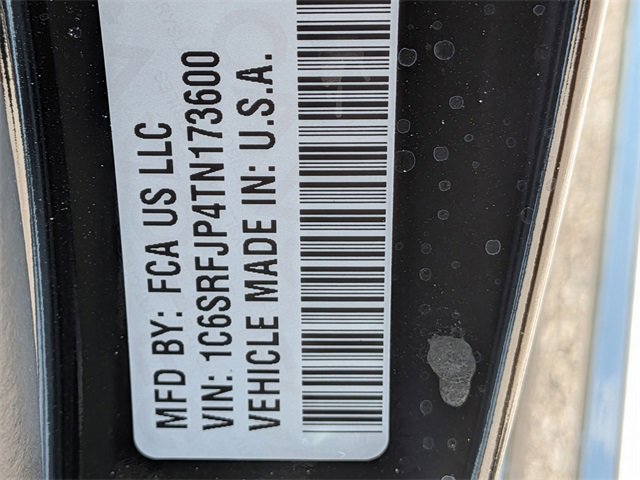 MFD BY: FCA US LLC
VIN: 1C6SRFJP4TN173600
VEHICLE MADE IN: U.S.A.